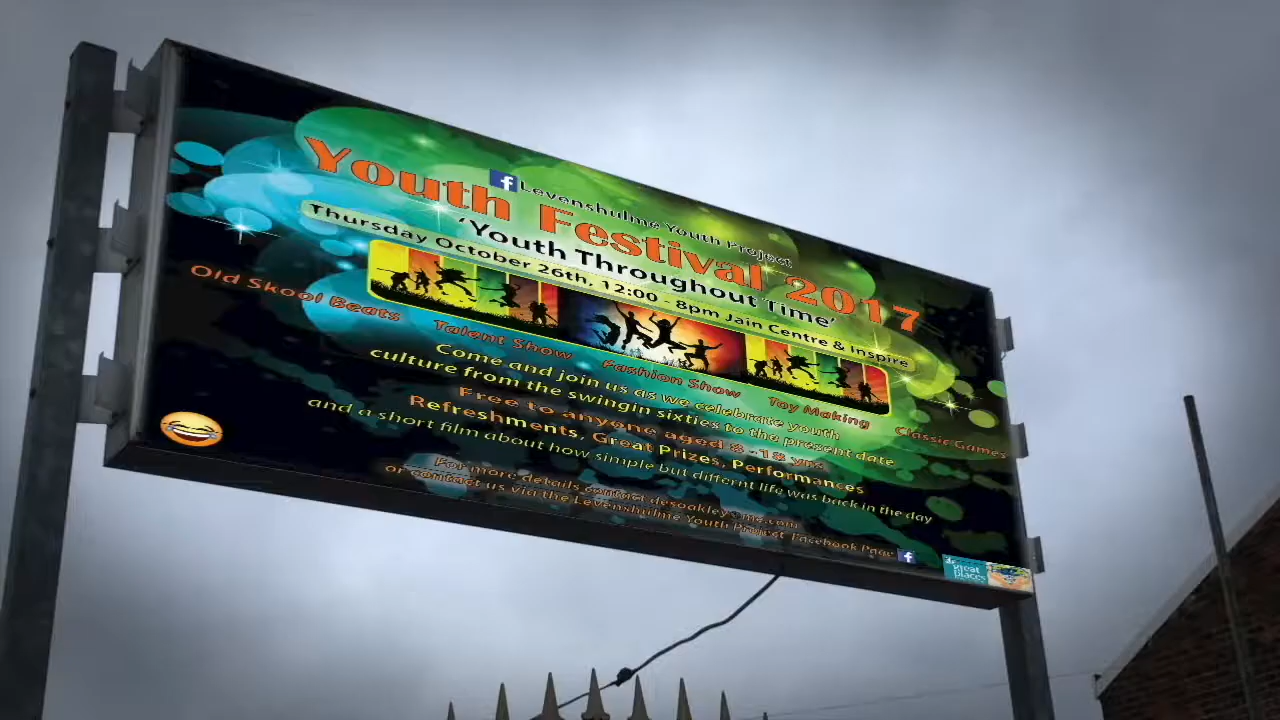 Levenshulme Youth Project
Youth Festival 2017
'Youth Throughout Time'
Thursday October 26th, 12:00 - 8pm Jain Centre & Inspire
Old Skool Beats
Talent Show
Fashion Show
Toy Making
Classic Games
Come and join us as we celebrate youth
culture from the swingin sixties to the present date
Free to anyone aged 8 -18 yrs
Refreshments, Great Prizes, Performances
and a short film about how simple but differnt life was back in the day
For more details contact
or contact us via the Levenshulme Youth Project Facebook Page
great
places